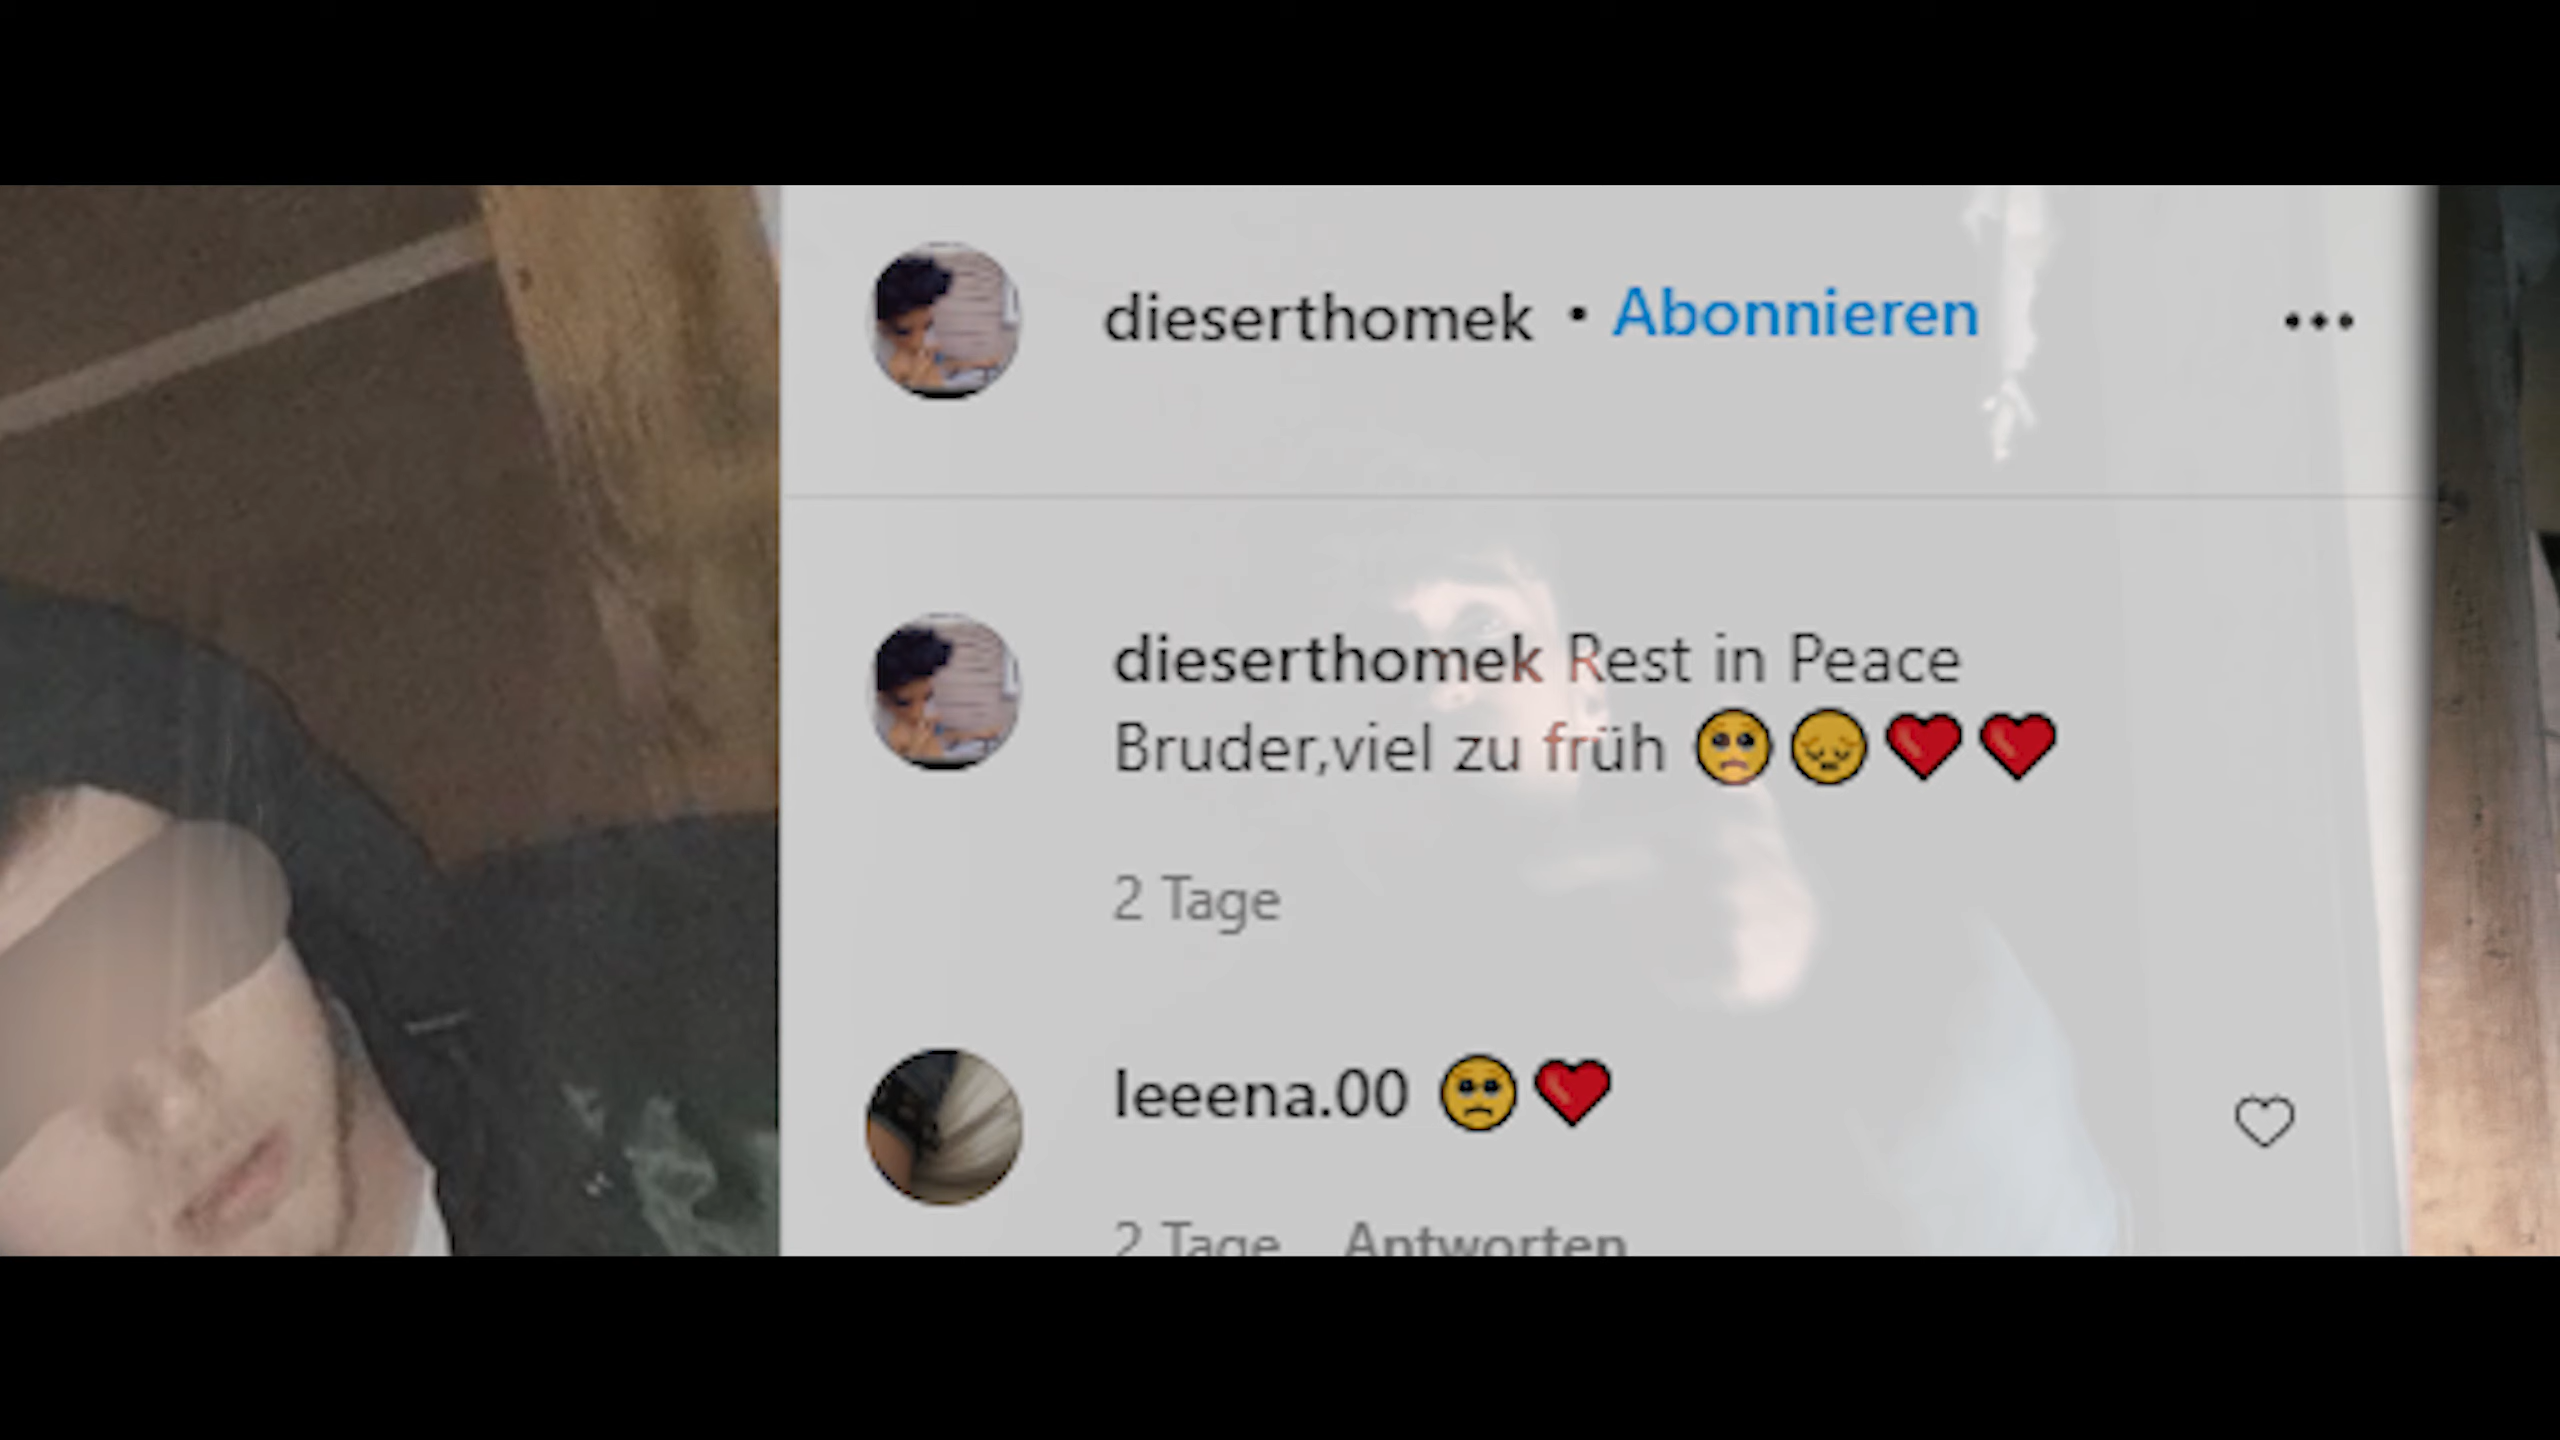 dieserthomek • Abonnieren
dieserthomek Rest in Peace
Bruder,viel zu früh 🥺😔❤️❤️
2 Tage
leeena.00 🥺❤️
2 Tage Antworten